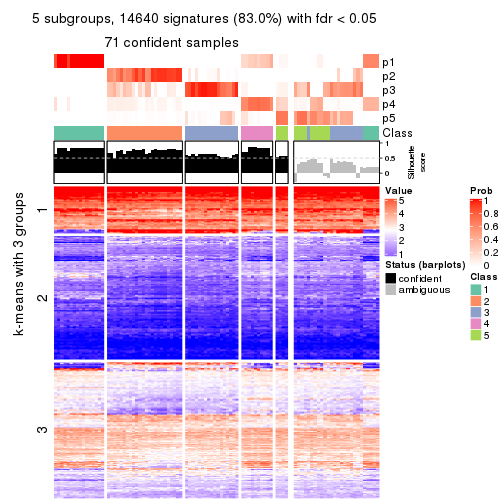 5 subgroups, 14640 signatures (83.0%) with fdr < 0.05
71 confident samples
p1
p2
p3
p4
p5
Class
1
0.5
0
Silhouette
score
k-means with 3 groups
1
2
3
Value
5
4
3
2
1
Status (barplots)
confident
ambiguous
Prob
1
0.8
0.6
0.4
0.2
0
Class
1
2
3
4
5